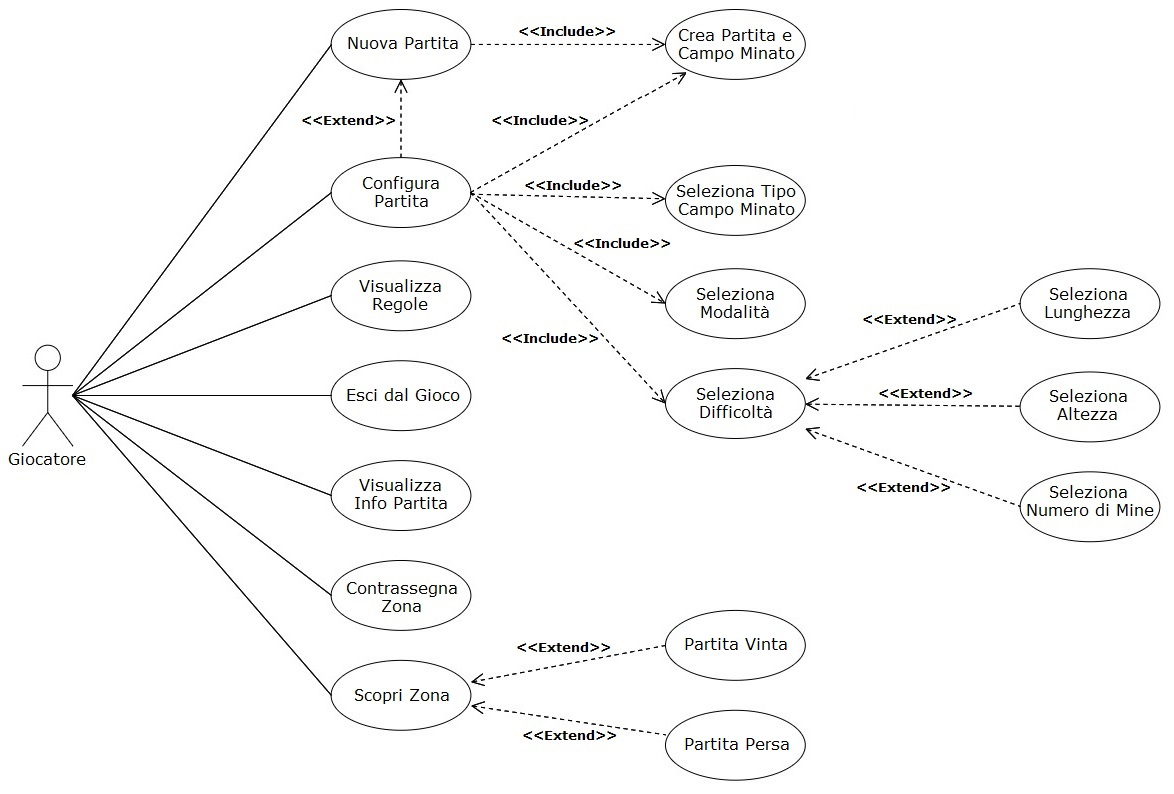 Nuova Partita
<<Include>>
Crea Partita e
Campo Minato
<<Extend>>
<<Include>>
Configura
Partita
<<Include>>
Seleziona Tipo
Campo Minato
<<Include>>
Visualizza
Regole
Seleziona
Modalità
Seleziona
Lunghezza
<<Extend>>
<<Include>>
Esci dal Gioco
Seleziona
Difficoltà
<<Extend>>
Seleziona
Altezza
Giocatore
Visualizza
Info Partita
<<Extend>>
Seleziona
Numero di Mine
Contrassegna
Zona
<<Extend>>
Partita Vinta
Scopri Zona
<<Extend>>
Partita Persa